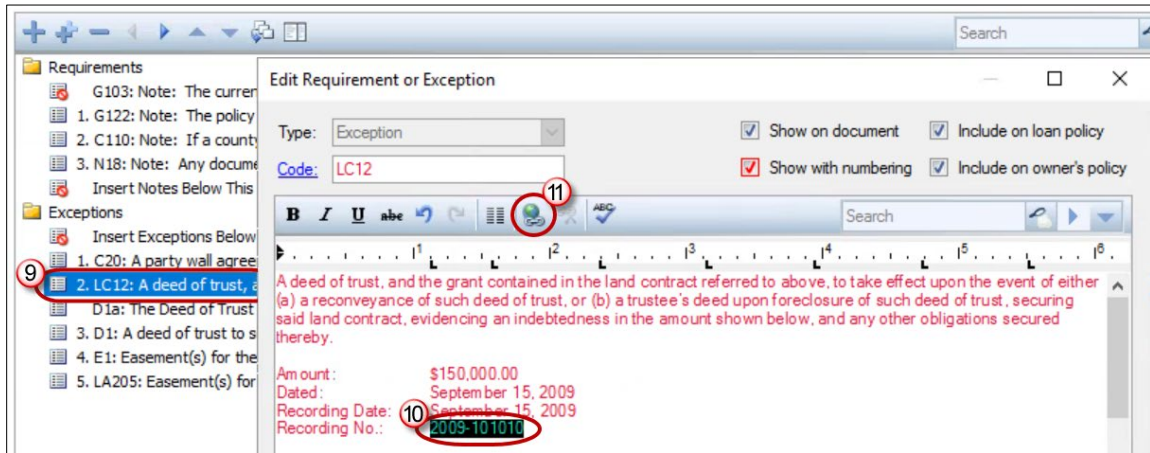 Search
Requirements
G103: Note: The curren
1. G122: Note: The policy
2. C110: Note: If a county
3. N18: Note: Any docume
Insert Notes Below This
Exceptions
Insert Exceptions Below
1. C20: A party wall agree
9
2. LC12: A deed of trust, a
D1a: The Deed of Trust
3. D1: A deed of trust to s
4. E1: Easement(s) for the
5. LA205: Easement(s) for
Edit Requirement or Exception
Type: Exception
Show on document
Include on loan policy
Code: LC12
Show with numbering
Include on owner's policy
11
B I U abc ABC Search
1 2 3 4 5 6
A deed of trust, and the grant contained in the land contract referred to above, to take effect upon the event of either
(a) a reconveyance of such deed of trust, or (b) a trustee's deed upon foreclosure of such deed of trust, securing
said land contract, evidencing an indebtedness in the amount shown below, and any other obligations secured
thereby.
Amount: $150,000.00
Dated: September 15, 2009
Recording Date: September 15, 2009
10
Recording No.: 2009-101010